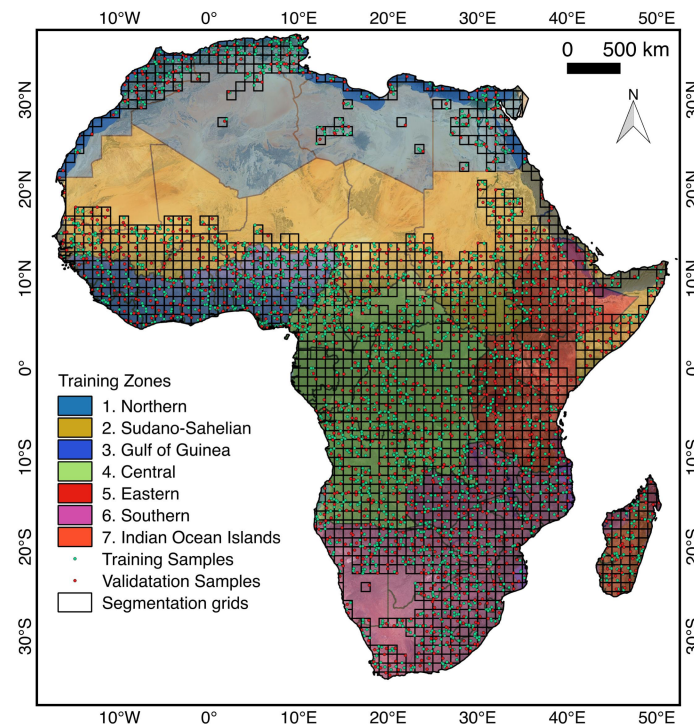 10°W 0° 10°E 20°E 30°E 40°E 50°E
0 500 km
N
30°N 30°N
20°N 20°N
10°N 10°N
0° 0°
10°S 10°S
20°S 20°S
30°S 30°S
Training Zones
1. Northern
2. Sudano-Sahelian
3. Gulf of Guinea
4. Central
5. Eastern
6. Southern
7. Indian Ocean Islands
Training Samples
Validatation Samples
Segmentation grids
10°W 0° 10°E 20°E 30°E 40°E 50°E